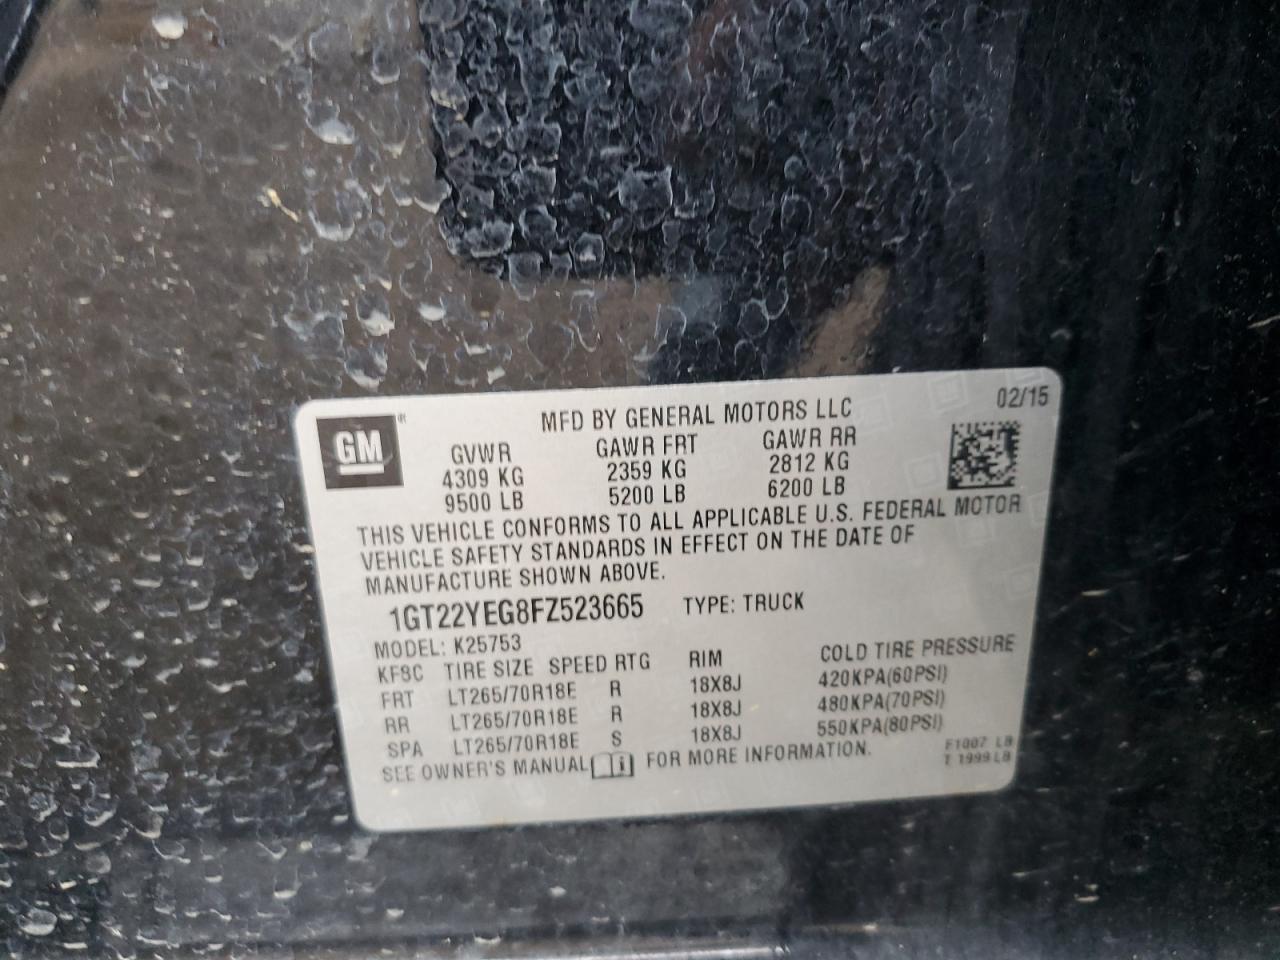 GM
MFD BY GENERAL MOTORS LLC 02/15
GVWR GAWR FRT GAWR RR
4309 KG 2359 KG 2812 KG
9500 LB 5200 LB 6200 LB
THIS VEHICLE CONFORMS TO ALL APPLICABLE U.S. FEDERAL MOTOR
VEHICLE SAFETY STANDARDS IN EFFECT ON THE DATE OF
MANUFACTURE SHOWN ABOVE.
1GT22YEG8FZ523665 TYPE: TRUCK
MODEL: K25753
KF8C TIRE SIZE SPEED RTG RIM COLD TIRE PRESSURE
FRT LT265/70R18E R 18X8J 420KPA(60PSI)
RR LT265/70R18E R 18X8J 480KPA(70PSI)
SPA LT265/70R18E S 18X8J 550KPA(80PSI)
SEE OWNER'S MANUAL FOR MORE INFORMATION.
F1007 LB
T 1999 LB